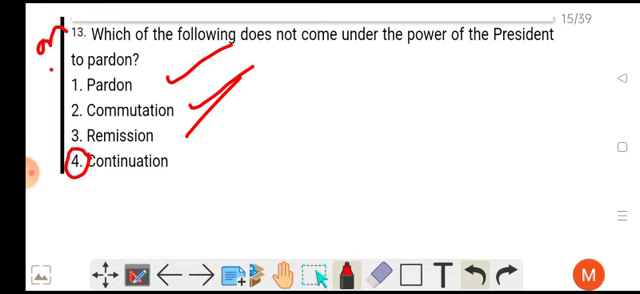 15/39
13. Which of the following does not come under the power of the President
to pardon?
1. Pardon
2. Commutation
3. Remission
4. Continuation
T
M